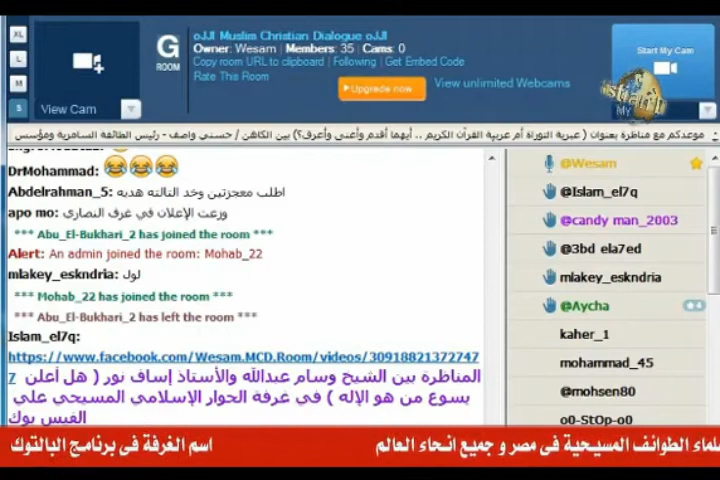 oJJI Muslim Christian Dialogue oJJI
Owner: Wesam | Members: 35 | Cams: 0
Copy room URL to clipboard | Following | Get Embed Code
Rate This Room
Upgrade now
View unlimited Webcams
Start My Cam
XL
L
M
S
View Cam
G
ROOM
My
موعدكم مع مناظرة بعنوان ( عبرية التوراة أم عربية القرآن الكريم .. أيهما أقدم وأغنى وأعرق؟) بين الكاهن / حسني واصف - رئيس الطائفة السامرية ومؤسس
DrMohammad:
Abdelrahman_5: اطلب معجزتين وخد التالته هديه
apo mo: وزعت الإعلان في غرف النصارى
*** Abu_El-Bukhari_2 has joined the room ***
Alert: An admin joined the room: Mohab_22
mlakey_eskndria: لول
*** Mohab_22 has joined the room ***
*** Abu_El-Bukhari_2 has left the room ***
Islam_el7q:
https://www.facebook.com/Wesam.MCD.Room/videos/30918821372747
7 المناظرة بين الشيخ وسام عبدالله والأستاذ إساف نور ( هل أعلن
يسوع من هو الإله ) في غرفة الحوار الإسلامي المسيحي على
الفيس بوك
@Wesam
@Islam_el7q
@candy man_2003
@3bd ela7ed
mlakey_eskndria
@Aycha
4
kaher_1
mohammad_45
@mohsen80
o0-StOp-o0
علماء الطوائف المسيحية فى مصر و جميع انحاء العالم
اسم الغرفة فى برنامج البالتوك